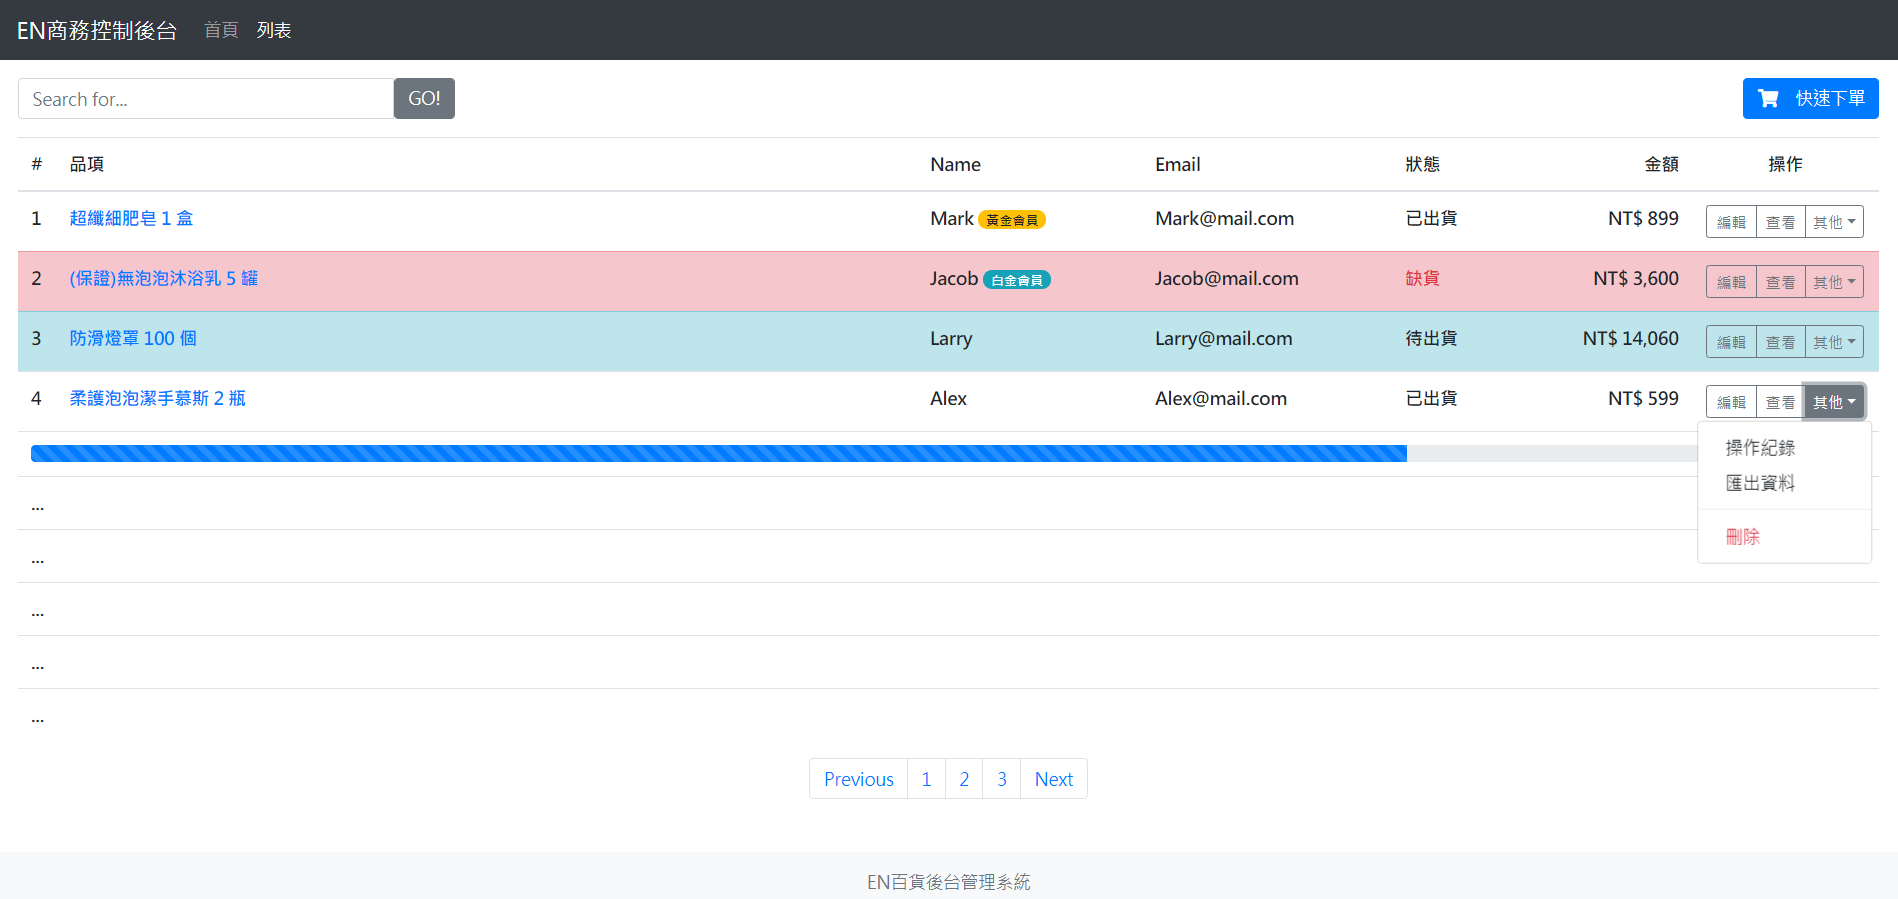 EN商務控制後台 首頁 列表
Search for... GO! 快速下單
# 品項 Name Email 狀態 金額 操作
1 超纖細肥皂 1 盒 Mark 黃金會員 Mark@mail.com 已出貨 NT$ 899 編輯 查看 其他
2 (保證)無泡泡沐浴乳 5 罐 Jacob 白金會員 Jacob@mail.com 缺貨 NT$ 3,600 編輯 查看 其他
3 防滑燈罩 100 個 Larry Larry@mail.com 待出貨 NT$ 14,060 編輯 查看 其他
4 柔護泡泡潔手慕斯 2 瓶 Alex Alex@mail.com 已出貨 NT$ 599 編輯 查看 其他
操作紀錄
匯出資料
刪除
...
...
...
...
...
Previous 1 2 3 Next
EN百貨後台管理系統